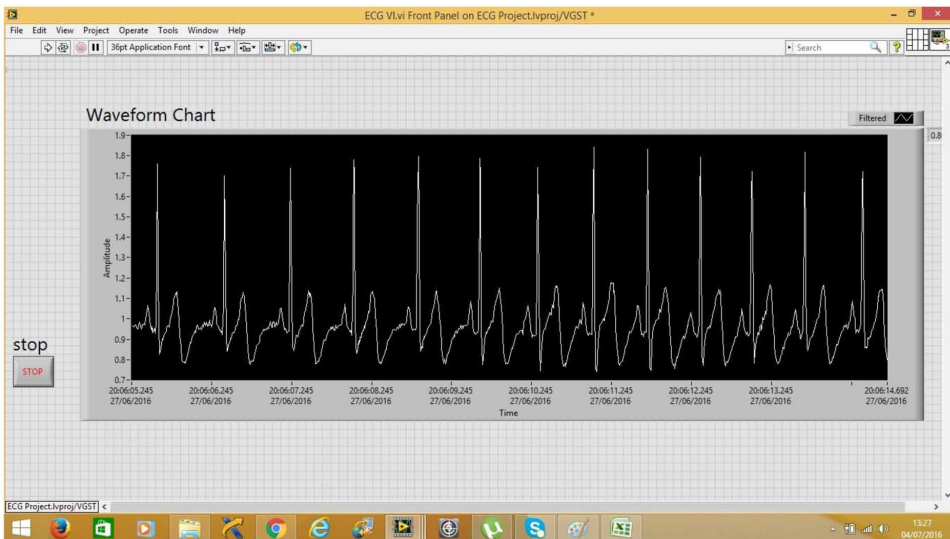 ECG VI.vi Front Panel on ECG Project.lvproj/VGST *
File Edit View Project Operate Tools Window Help
36pt Application Font
Search
Waveform Chart
Filtered
0.8
1.9
1.8
1.7
1.6
1.5
1.4
1.3
1.2
1.1
1
0.9
0.8
0.7
Amplitude
stop
STOP
20:06:05.245 20:06:06.245 20:06:07.245 20:06:08.245 20:06:09.245 20:06:10.245 20:06:11.245 20:06:12.245 20:06:13.245 20:06:14.692
27/06/2016 27/06/2016 27/06/2016 27/06/2016 27/06/2016 27/06/2016 27/06/2016 27/06/2016 27/06/2016 27/06/2016
Time
ECG Project.lvproj/VGST
13:27
04/07/2016